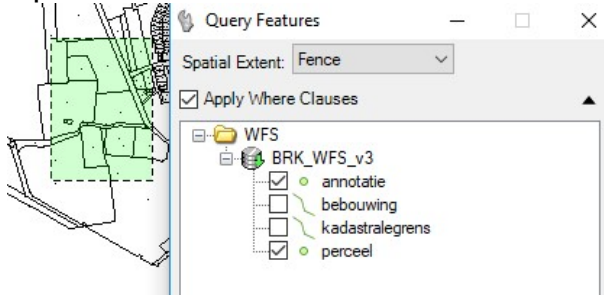 Query Features
Spatial Extent: Fence
Apply Where Clauses
WFS
BRK_WFS_v3
annotatie
bebouwing
kadastralegrens
perceel